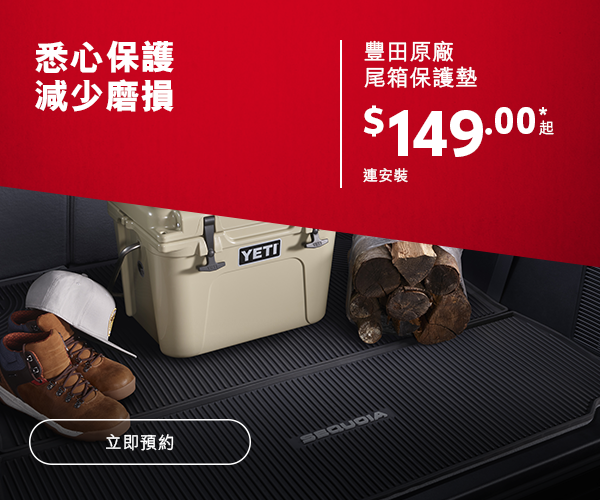 悉心保護
減少磨損
豐田原廠
尾箱保護墊
$149.00*起
連安裝
YETI
SEQUOIA
立即預約